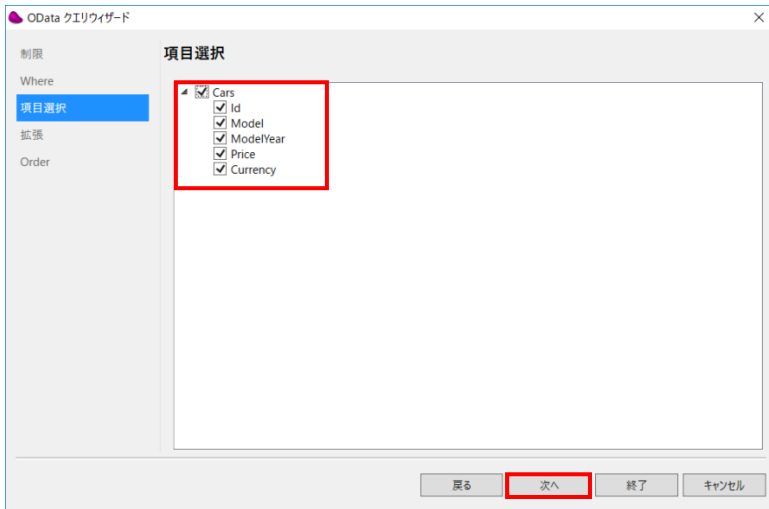 OData クエリウィザード
制限
Where
項目選択
拡張
Order
項目選択
Cars
Id
Model
ModelYear
Price
Currency
戻る
次へ
終了
キャンセル